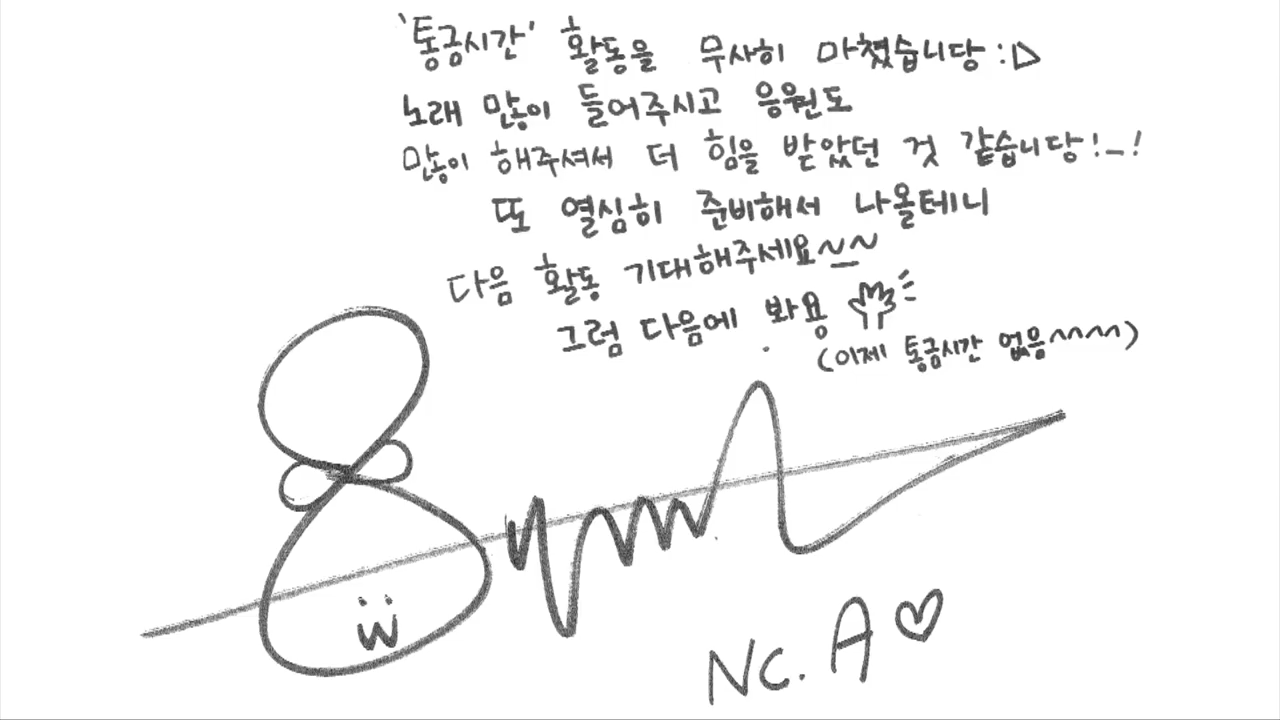 '통금시간' 활동을 무사히 마쳤습니당 :D
노래 많이 들어주시고 응원도
많이 해주셔서 더 힘을 받았던 것 같습니당!_!
또 열심히 준비해서 나올테니
다음 활동 기대해주세요~_~
그럼 다음에 봐용
(이제 통금시간 없음^^^^)
NC.A♡